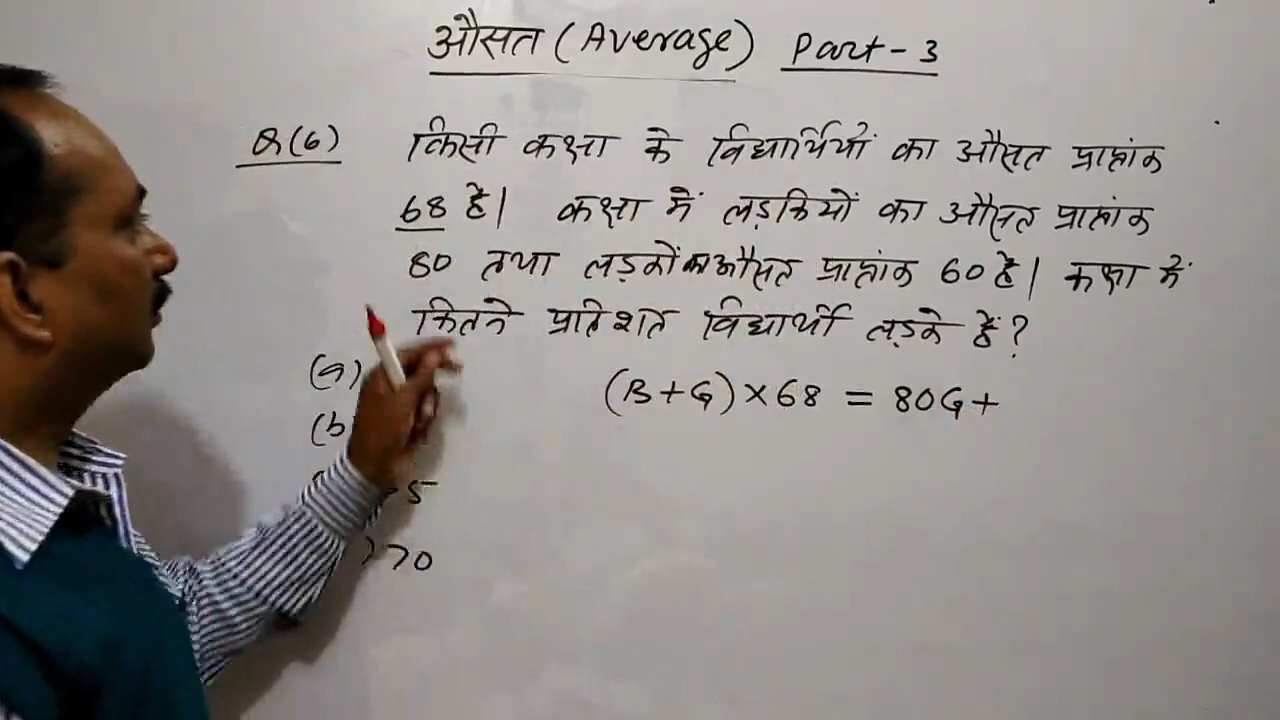 औसत (Average) Part-3
Q(6) किसी कक्षा के विद्यार्थियों का औसत प्राप्तांक
68 है| कक्षा में लड़कियों का औसत प्राप्तांक
80 तथा लड़कों का औसत प्राप्तांक 60 है| कक्षा में
कितने प्रतिशत विद्यार्थी लड़के हैं?
(B+G)×68 = 80G+
(a)
(b)
5
) 70